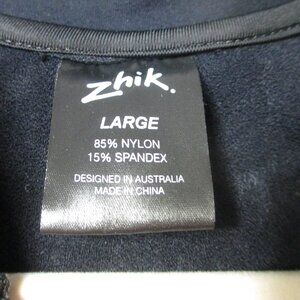 zhik.
LARGE
85% NYLON
15% SPANDEX
DESIGNED IN AUSTRALIA
MADE IN CHINA